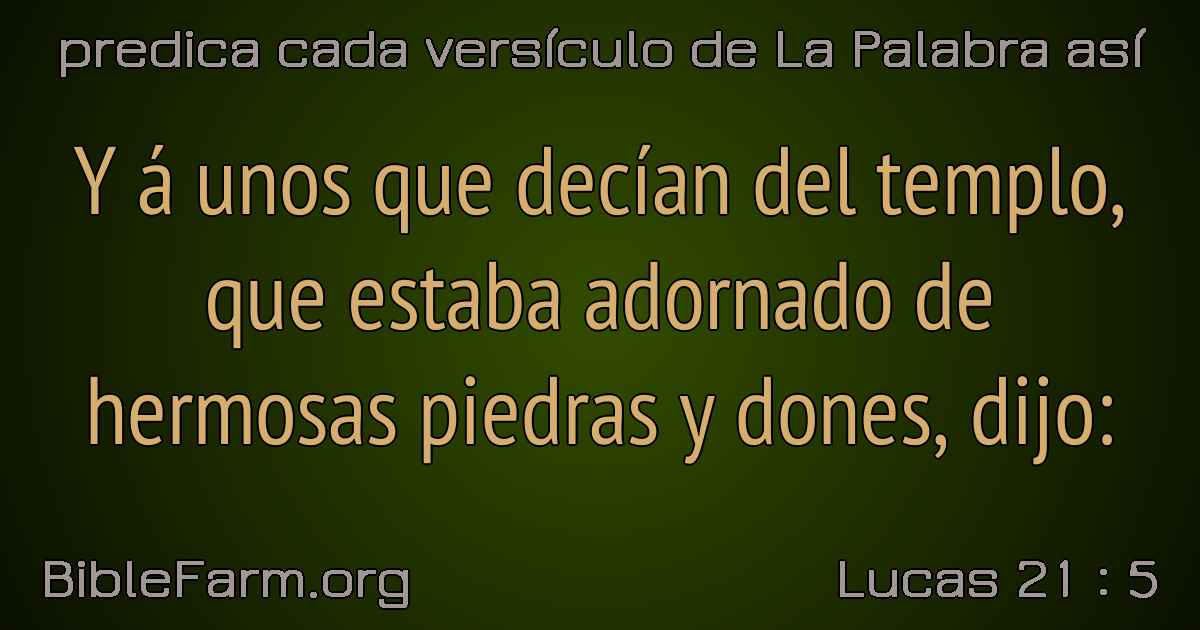 predica cada versículo de La Palabra así
Y á unos que decían del templo,
que estaba adornado de
hermosas piedras y dones, dijo:
BibleFarm.org
Lucas 21 : 5